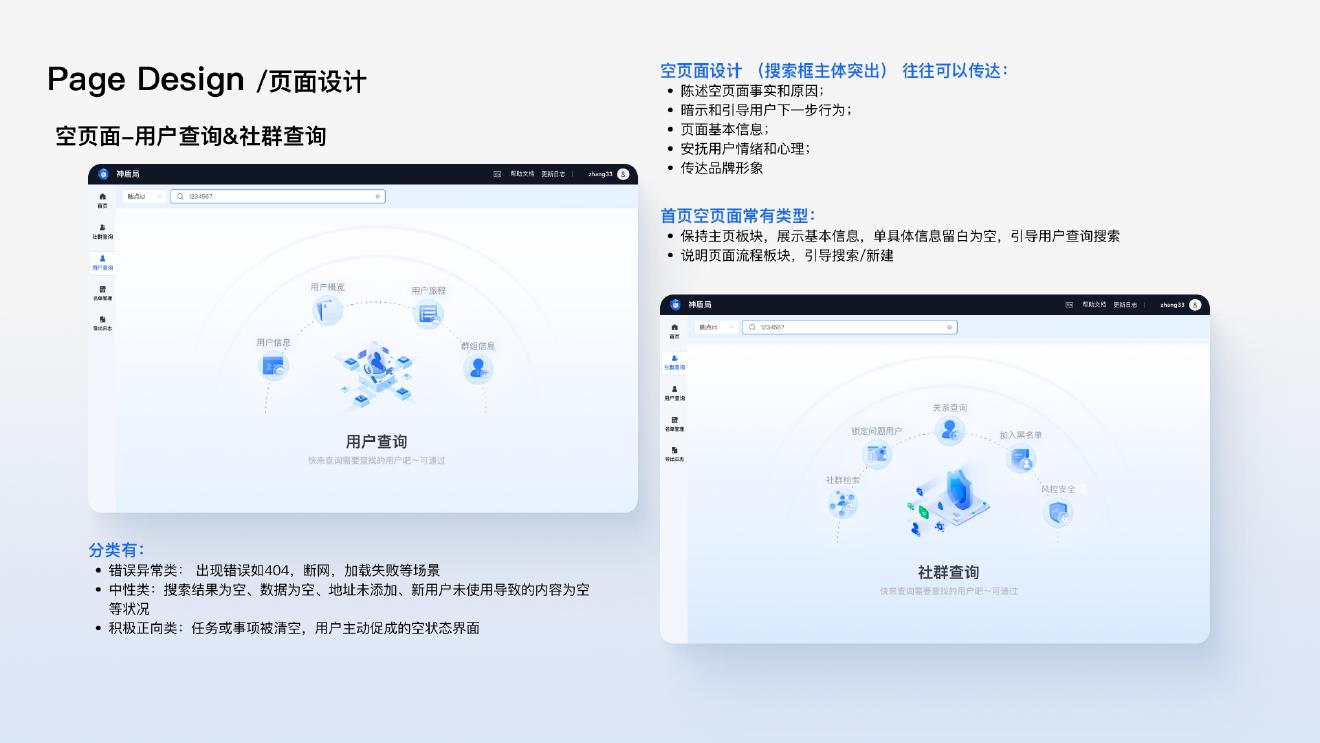 Page Design /页面设计
空页面-用户查询&社群查询
神盾局
帮助文档 更新日志 | zhang33
触点id
1234567
首页
社群查询
用户查询
名单管理
导出日志
用户概览
用户旅程
用户信息
群组信息
用户查询
快来查询需要查找的用户吧～可通过
分类有：
• 错误异常类： 出现错误如404，断网，加载失败等场景
• 中性类：搜索结果为空、数据为空、地址未添加、新用户未使用导致的内容为空
等状况
• 积极正向类：任务或事项被清空，用户主动促成的空状态界面
空页面设计 （搜索框主体突出） 往往可以传达：
• 陈述空页面事实和原因；
• 暗示和引导用户下一步行为；
• 页面基本信息；
• 安抚用户情绪和心理；
• 传达品牌形象
首页空页面常有类型：
• 保持主页板块，展示基本信息，单具体信息留白为空，引导用户查询搜索
• 说明页面流程板块，引导搜索/新建
神盾局
帮助文档 更新日志 | zhang33
触点id
1234567
首页
社群查询
用户查询
名单管理
导出日志
关系查询
锁定问题用户
加入黑名单
社群检索
风控安全
社群查询
快来查询需要查找的用户吧～可通过